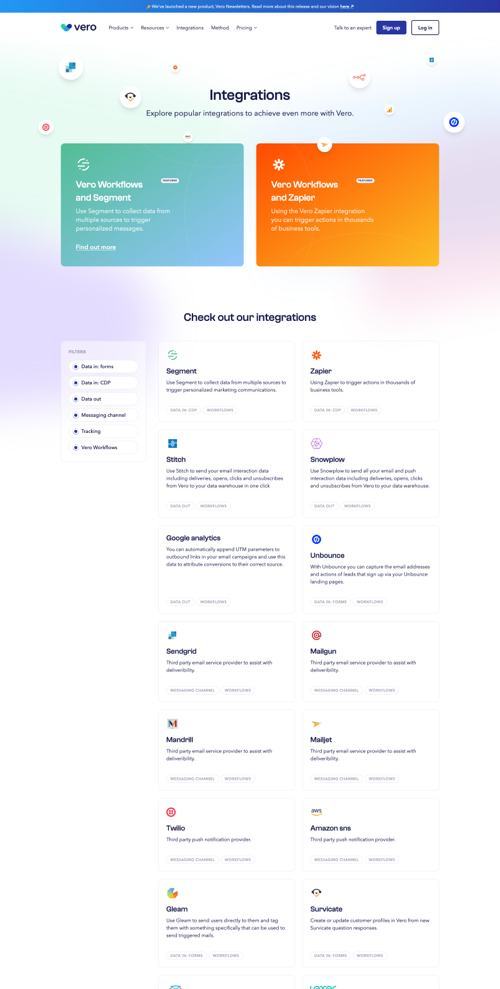 🎉 We've launched a new product, Vero Newsletters. Read more about this release and our vision here ↗
vero
Products
Resources
Integrations
Method
Pricing
Talk to an expert
Sign up
Log in
Integrations
Explore popular integrations to achieve even more with Vero.
Vero Workflows
and Segment
FEATURED
Use Segment to collect data from
multiple sources to trigger
personalized messages.
Find out more
Vero Workflows
and Zapier
FEATURED
Using the Vero Zapier integration
you can trigger actions in thousands
of business tools.
Check out our integrations
FILTERS
Data in: forms
Data in: CDP
Data out
Messaging channel
Tracking
Vero Workflows
Segment
Use Segment to collect data from multiple sources to
trigger personalized marketing communications.
DATA IN: CDP
WORKFLOWS
Zapier
Using Zapier to trigger actions in thousands of
business tools.
DATA IN: CDP
WORKFLOWS
Stitch
Use Stitch to send your email interaction data
including deliveries, opens, clicks and unsubscribes
from Vero to your data warehouse in one click
DATA OUT
WORKFLOWS
Snowplow
Use Snowplow to send all your email and push
interaction data including deliveries, opens, clicks
and unsubscribes from Vero to your data warehouse.
DATA OUT
WORKFLOWS
Google analytics
You can automatically append UTM parameters to
outbound links in your email campaigns and use this
data to attribute conversions to their correct source.
DATA OUT
WORKFLOWS
Unbounce
With Unbounce you can capture the email addresses
and actions of leads that sign up via your Unbounce
landing pages.
DATA IN: FORMS
WORKFLOWS
Sendgrid
Third party email service provider to assist with
deliveribility.
MESSAGING CHANNEL
WORKFLOWS
Mailgun
Third party email service provider to assist with
deliveribility.
MESSAGING CHANNEL
WORKFLOWS
Mandrill
Third party email service provider to assist with
deliveribility.
MESSAGING CHANNEL
WORKFLOWS
Mailjet
Third party email service provider to assist with
deliveribility.
MESSAGING CHANNEL
WORKFLOWS
Twilio
Third party push notification provider.
MESSAGING CHANNEL
WORKFLOWS
aws
Amazon sns
Third party push notification provider.
MESSAGING CHANNEL
WORKFLOWS
Gleam
Use Gleam to send users directly to them and tag
them with something specifically that can be used to
send triggered mails.
DATA IN: FORMS
WORKFLOWS
Survicate
Create or update customer profiles in Vero from new
Survicate question responses.
DATA IN: FORMS
WORKFLOWS